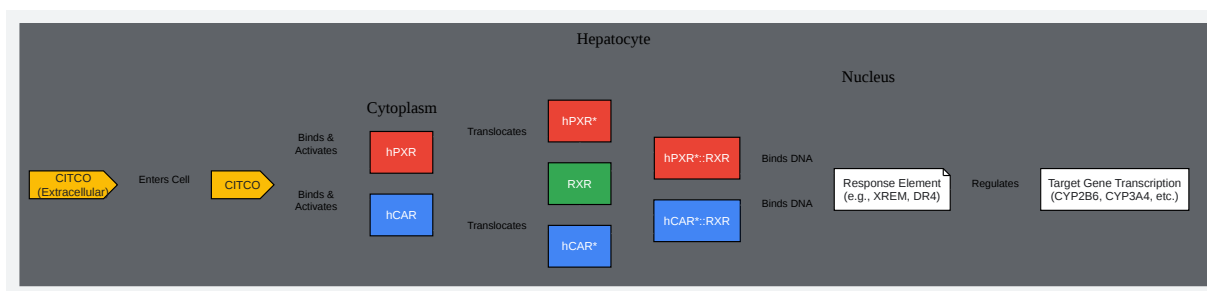 Hepatocyte
Nucleus
Cytoplasm
CITCO
(Extracellular)
Enters Cell
CITCO
Binds &
Activates
Binds &
Activates
hPXR
hCAR
Translocates
Translocates
hPXR*
RXR
hCAR*
hPXR*::RXR
hCAR*::RXR
Binds DNA
Binds DNA
Response Element
(e.g., XREM, DR4)
Regulates
Target Gene Transcription
(CYP2B6, CYP3A4, etc.)